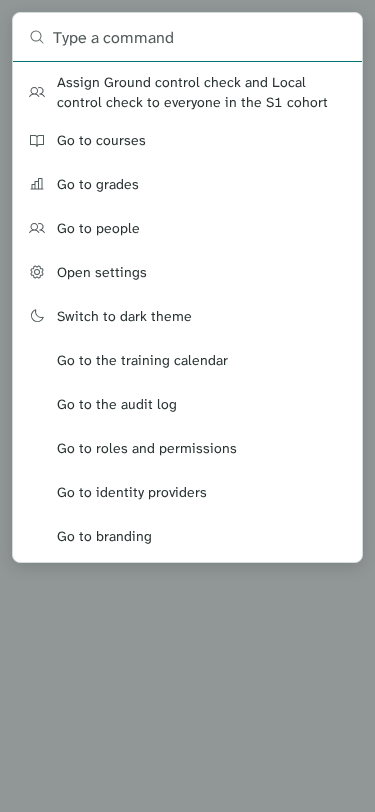 Type a command
Assign Ground control check and Local
control check to everyone in the S1 cohort
Go to courses
Go to grades
Go to people
Open settings
Switch to dark theme
Go to the training calendar
Go to the audit log
Go to roles and permissions
Go to identity providers
Go to branding